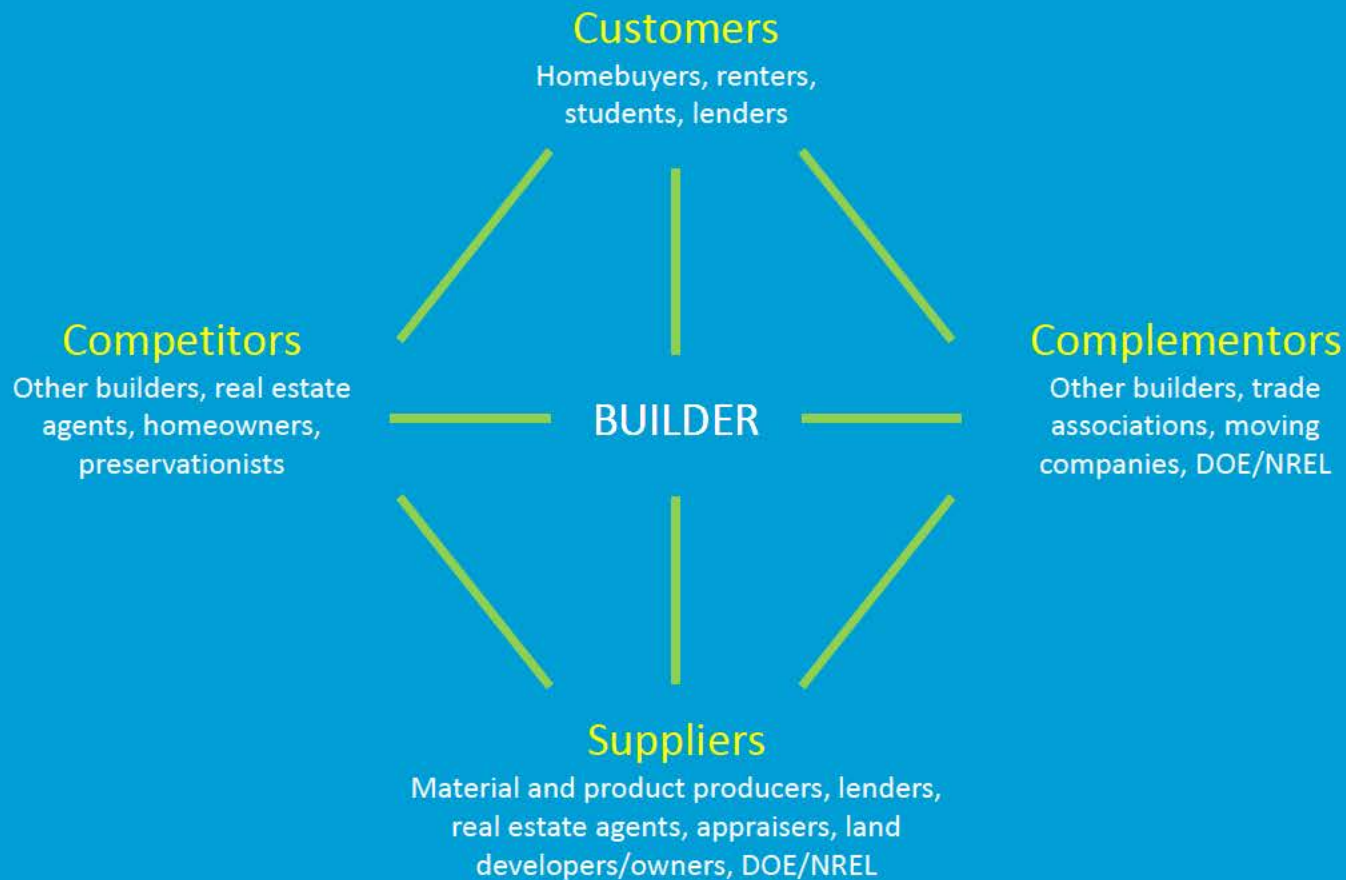 Customers
Homebuyers, renters,
students, lenders
Competitors
Other builders, real estate
agents, homeowners,
preservationists
BUILDER
Complementors
Other builders, trade
associations, moving
companies, DOE/NREL
Suppliers
Material and product producers, lenders,
real estate agents, appraisers, land
developers/owners, DOE/NREL